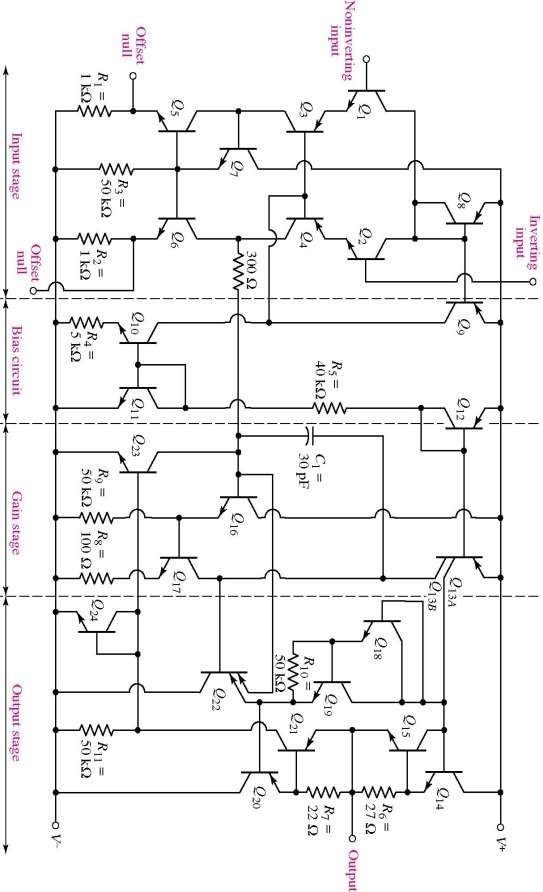 Noninverting
input
Inverting
input
Q8
Q9
Q12
Q13A
Q13B
V+
Q1
Q2
Q3
Q4
Q7
Q5
Q6
Offset
null
R1 =
1 kΩ
R3 =
50 kΩ
R2 =
1 kΩ
Offset
null
300 Ω
Q10
Q11
R4 =
5 kΩ
R5 =
40 kΩ
C1 =
30 pF
Q16
Q17
Q23
R9 =
50 kΩ
R8 =
100 Ω
Q18
Q19
R10 =
50 kΩ
Q15
Q14
Q21
Q20
Q22
Q24
R6 =
27 Ω
R7 =
22 Ω
R11 =
50 kΩ
Output
V-
Input stage
Bias circuit
Gain stage
Output stage